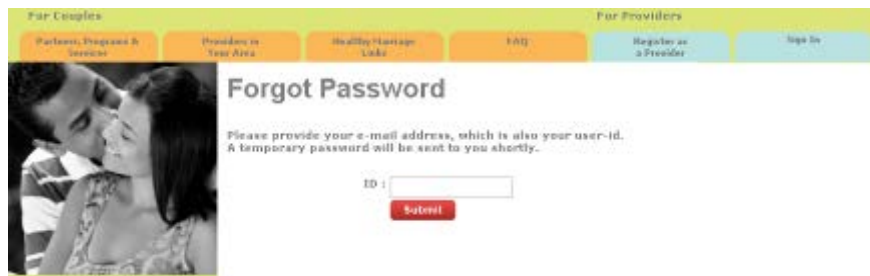 For Couples
For Providers
Partners, Programs &
Services
Providers in
Your Area
Healthy Marriage
Links
FAQ
Register as
a Provider
Sign In
Forgot Password
Please provide your e-mail address, which is also your user-id.
A temporary password will be sent to you shortly.
ID :
Submit